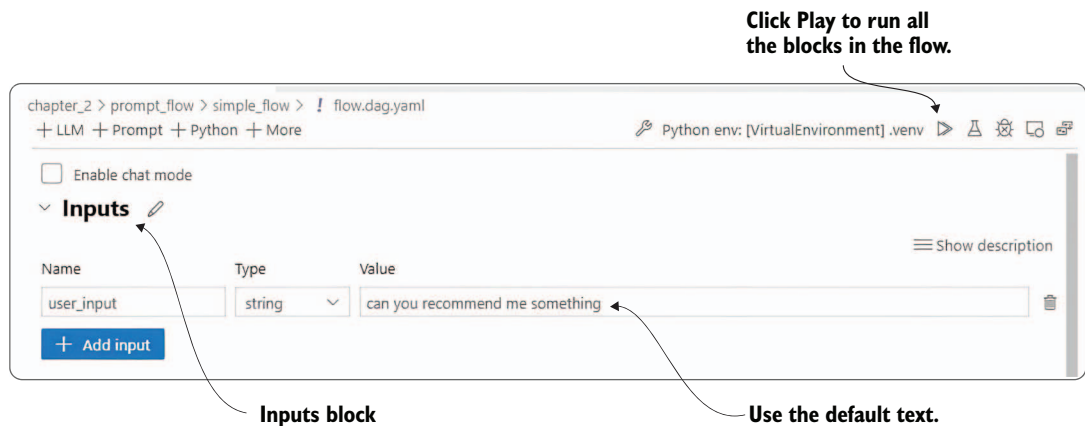 Click Play to run all
the blocks in the flow.
chapter_2 > prompt_flow > simple_flow > ! flow.dag.yaml
+ LLM + Prompt + Python + More
Python env: [VirtualEnvironment] .venv
Enable chat mode
Inputs
Show description
Name Type Value
user_input string can you recommend me something
+ Add input
Inputs block Use the default text.